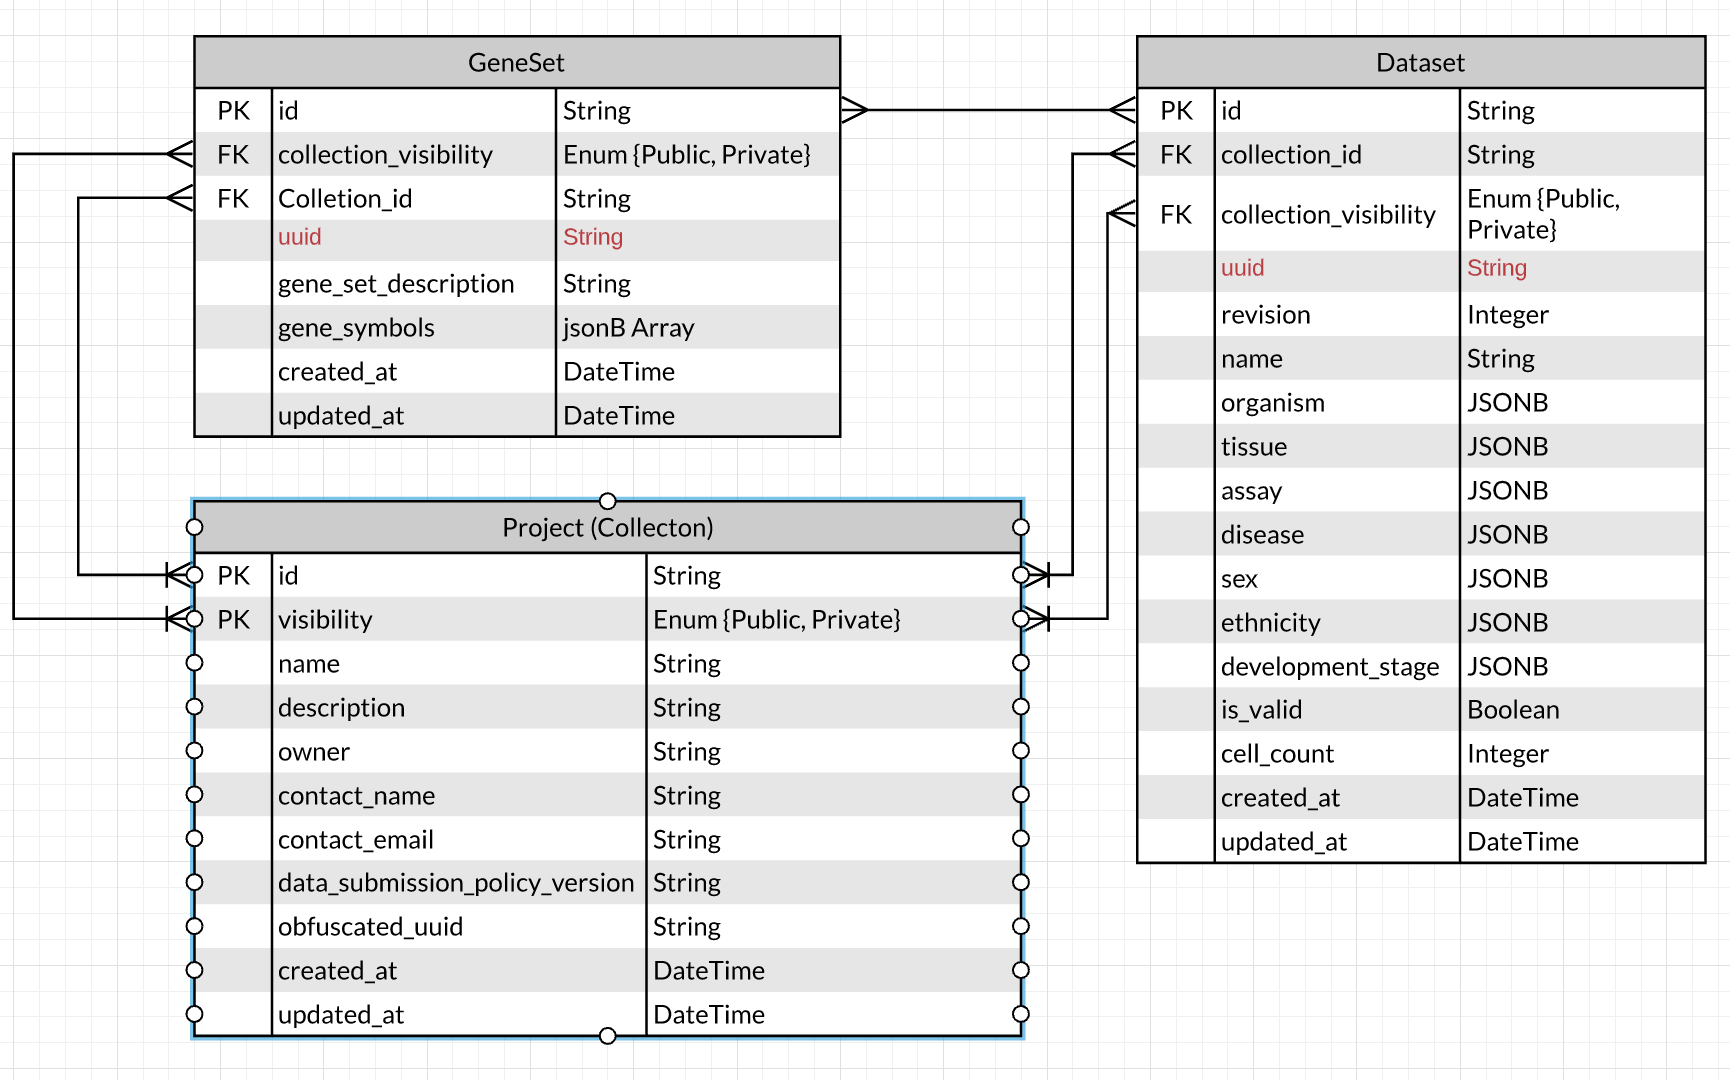 GeneSet
PK id String
FK collection_visibility Enum {Public, Private}
FK Colletion_id String
uuid String
gene_set_description String
gene_symbols jsonB Array
created_at DateTime
updated_at DateTime
Project (Collecton)
PK id String
PK visibility Enum {Public, Private}
name String
description String
owner String
contact_name String
contact_email String
data_submission_policy_version String
obfuscated_uuid String
created_at DateTime
updated_at DateTime
Dataset
PK id String
FK collection_id String
FK collection_visibility Enum {Public,
Private}
uuid String
revision Integer
name String
organism JSONB
tissue JSONB
assay JSONB
disease JSONB
sex JSONB
ethnicity JSONB
development_stage JSONB
is_valid Boolean
cell_count Integer
created_at DateTime
updated_at DateTime